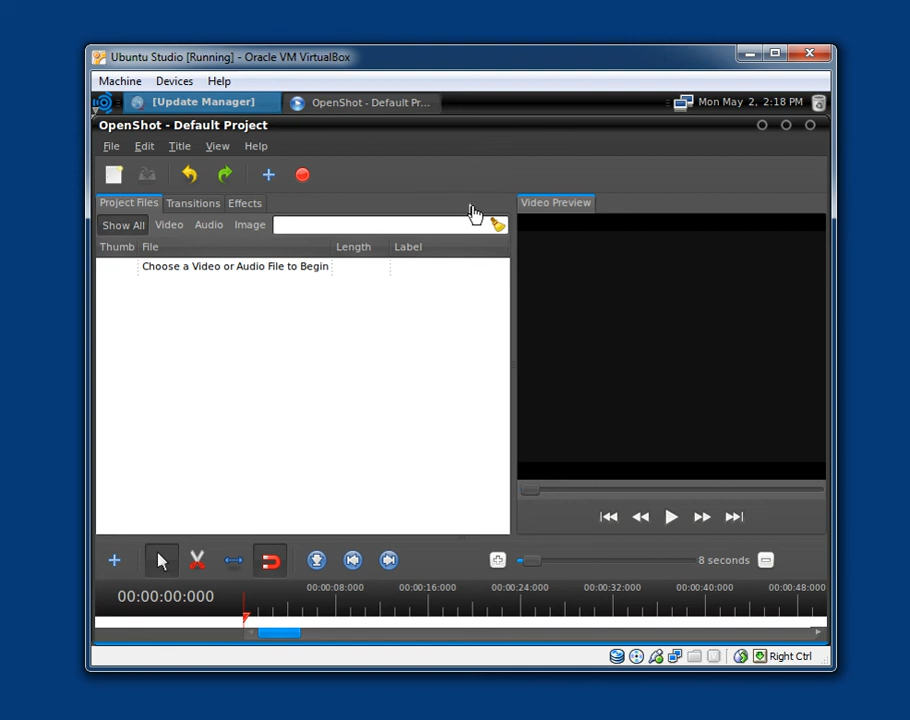 Ubuntu Studio [Running] - Oracle VM VirtualBox
Machine Devices Help
[Update Manager] OpenShot - Default Pr... Mon May 2, 2:18 PM
OpenShot - Default Project
File Edit Title View Help
Project Files Transitions Effects Video Preview
Show All Video Audio Image
Thumb File Length Label
Choose a Video or Audio File to Begin
8 seconds
00:00:00:000 00:00:08:000 00:00:16:000 00:00:24:000 00:00:32:000 00:00:40:000 00:00:48:000
Right Ctrl